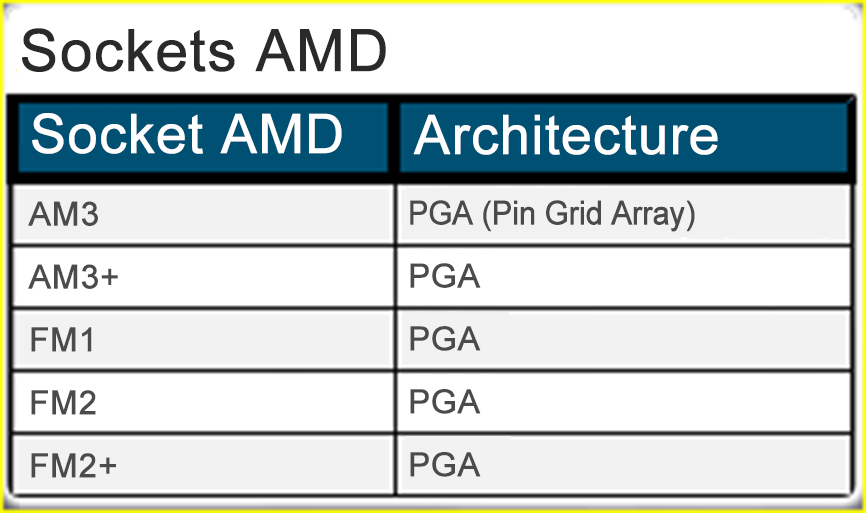 Sockets AMD
Socket AMD Architecture
AM3 PGA (Pin Grid Array)
AM3+ PGA
FM1 PGA
FM2 PGA
FM2+ PGA